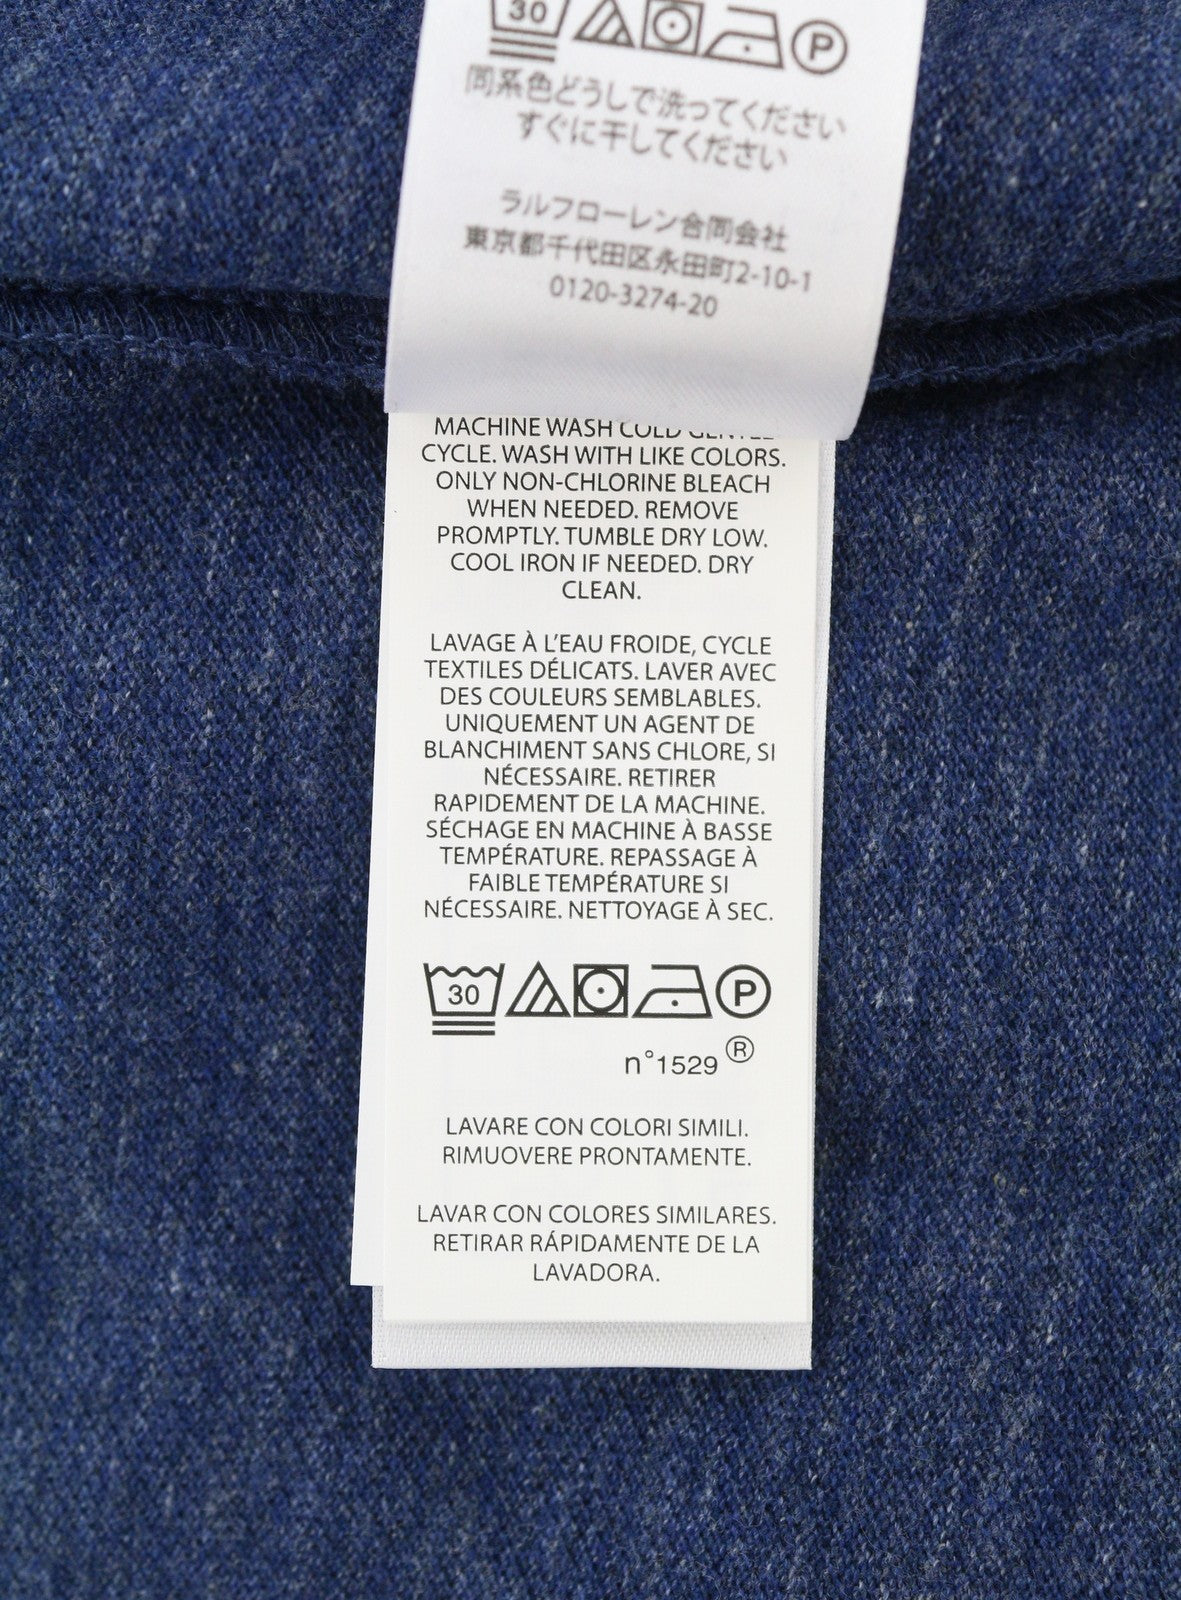 30
P
同系色どうしで洗ってください
すぐに干してください
ラルフローレン合同会社
東京都千代田区永田町2-10-1
0120-3274-20
MACHINE WASH COLD GENTLE
CYCLE. WASH WITH LIKE COLORS.
ONLY NON-CHLORINE BLEACH
WHEN NEEDED. REMOVE
PROMPTLY. TUMBLE DRY LOW.
COOL IRON IF NEEDED. DRY
CLEAN.
LAVAGE À L'EAU FROIDE, CYCLE
TEXTILES DÉLICATS. LAVER AVEC
DES COULEURS SEMBLABLES.
UNIQUEMENT UN AGENT DE
BLANCHIMENT SANS CHLORE, SI
NÉCESSAIRE. RETIRER
RAPIDEMENT DE LA MACHINE.
SÉCHAGE EN MACHINE À BASSE
TEMPÉRATURE. REPASSAGE À
FAIBLE TEMPÉRATURE SI
NÉCESSAIRE. NETTOYAGE À SEC.
30 P
n°1529 ®
LAVARE CON COLORI SIMILI.
RIMUOVERE PRONTAMENTE.
LAVAR CON COLORES SIMILARES.
RETIRAR RÁPIDAMENTE DE LA
LAVADORA.